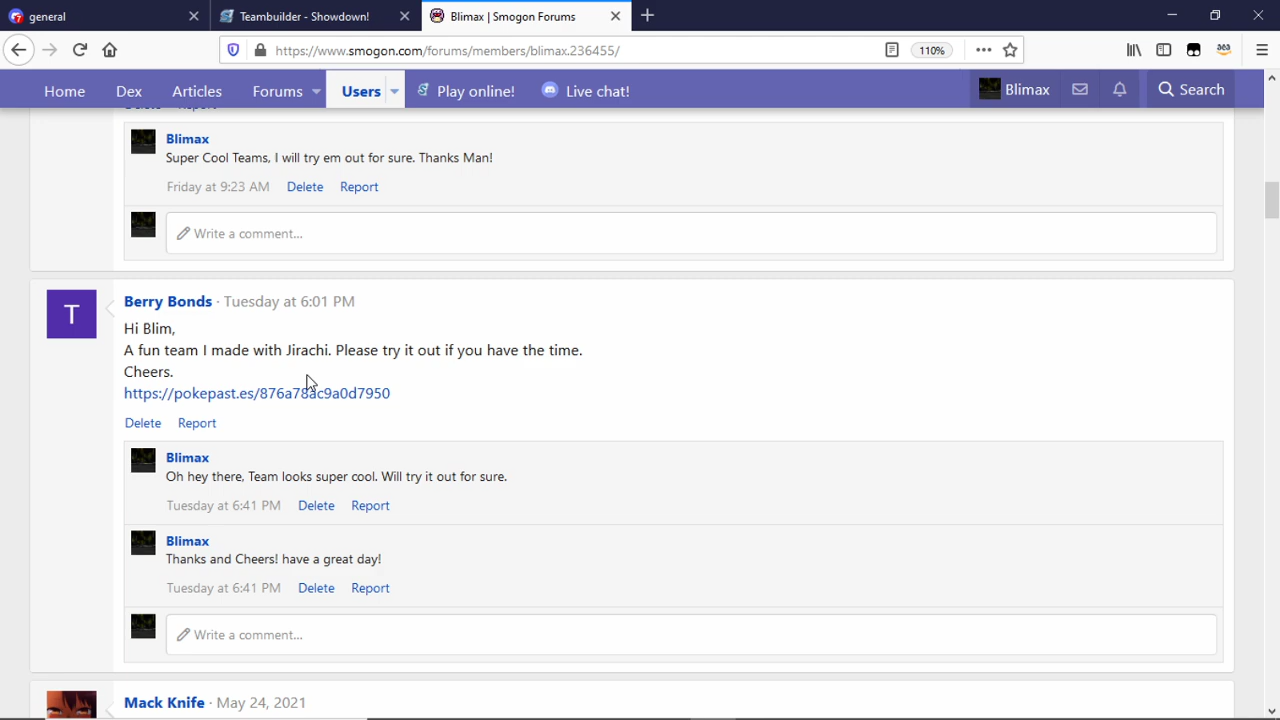 general
Teambuilder - Showdown!
Blimax | Smogon Forums
https://www.smogon.com/forums/members/blimax.236455/
110%
Home
Dex
Articles
Forums
Users
Play online!
Live chat!
Blimax
Search
Blimax
Super Cool Teams, I will try em out for sure. Thanks Man!
Friday at 9:23 AM Delete Report
Write a comment...
T
Berry Bonds · Tuesday at 6:01 PM
Hi Blim,
A fun team I made with Jirachi. Please try it out if you have the time.
Cheers.
https://pokepast.es/876a78ac9a0d7950
Delete Report
Blimax
Oh hey there, Team looks super cool. Will try it out for sure.
Tuesday at 6:41 PM Delete Report
Blimax
Thanks and Cheers! have a great day!
Tuesday at 6:41 PM Delete Report
Write a comment...
Mack Knife · May 24, 2021